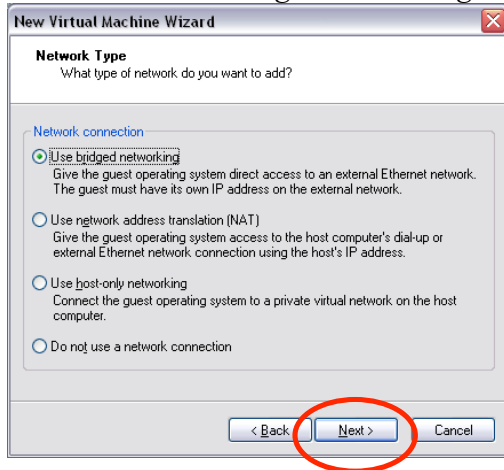 New Virtual Machine Wizard
Network Type
What type of network do you want to add?
Network connection
Use bridged networking
Give the guest operating system direct access to an external Ethernet network.
The guest must have its own IP address on the external network.
Use network address translation (NAT)
Give the guest operating system access to the host computer's dial-up or
external Ethernet network connection using the host's IP address.
Use host-only networking
Connect the guest operating system to a private virtual network on the host
computer.
Do not use a network connection
< Back
Next >
Cancel